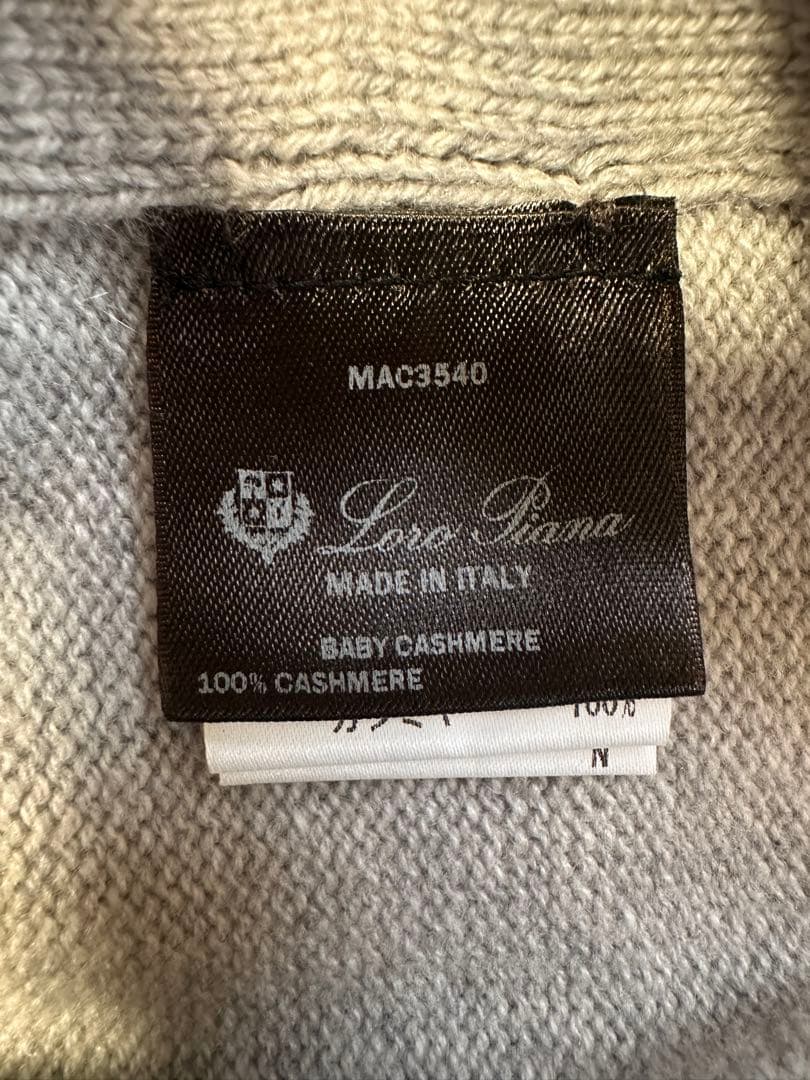 MAC3540
Loro Piana
MADE IN ITALY
BABY CASHMERE
100% CASHMERE
100%
N